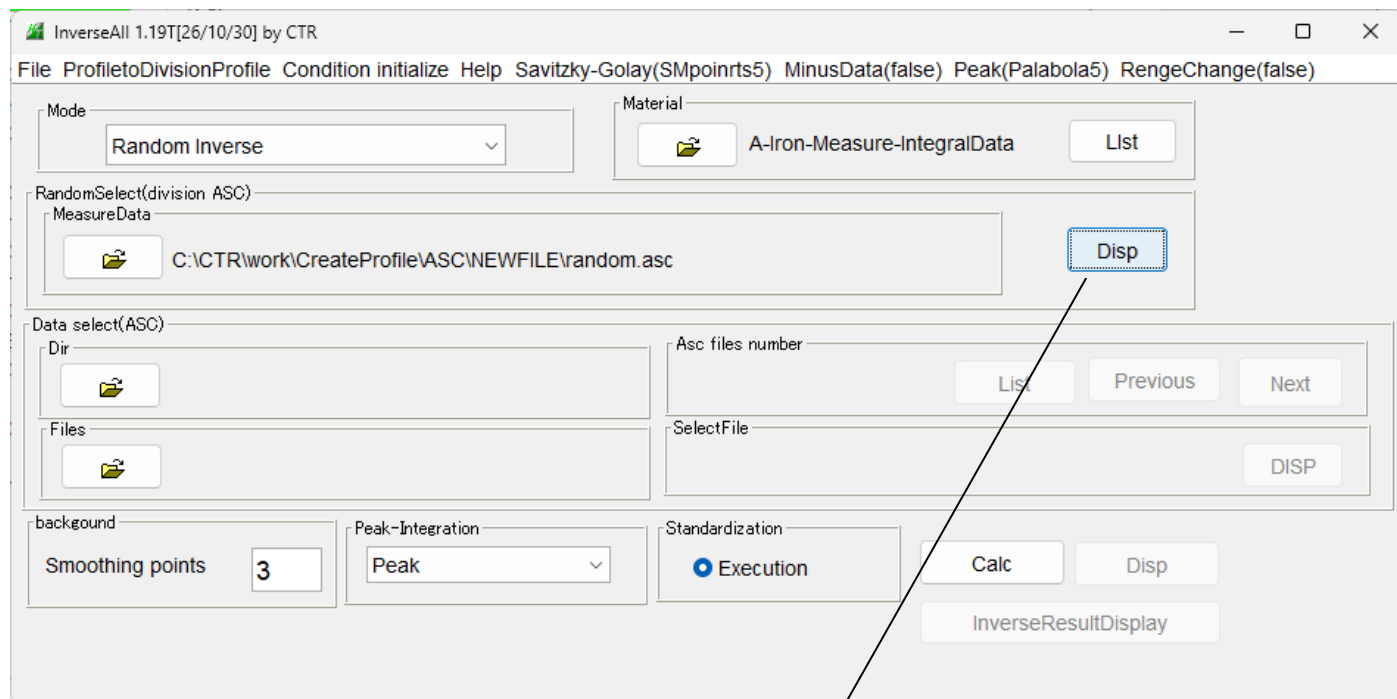 InverseAll 1.19T[26/10/30] by CTR
File ProfiletoDivisionProfile Condition initialize Help Savitzky-Golay(SMpoinrts5) MinusData(false) Peak(Palabola5) RengeChange(false)
Mode
Random Inverse
Material
A-Iron-Measure-IntegralData
LIst
RandomSelect(division ASC)
MeasureData
C:\CTR\work\CreateProfile\ASC\NEWFILE\random.asc
Disp
Data select(ASC)
Dir
Asc files number
List
Previous
Next
Files
SelectFile
DISP
backgound
Smoothing points
3
Peak-Integration
Peak
Standardization
Execution
Calc
Disp
InverseResultDisplay